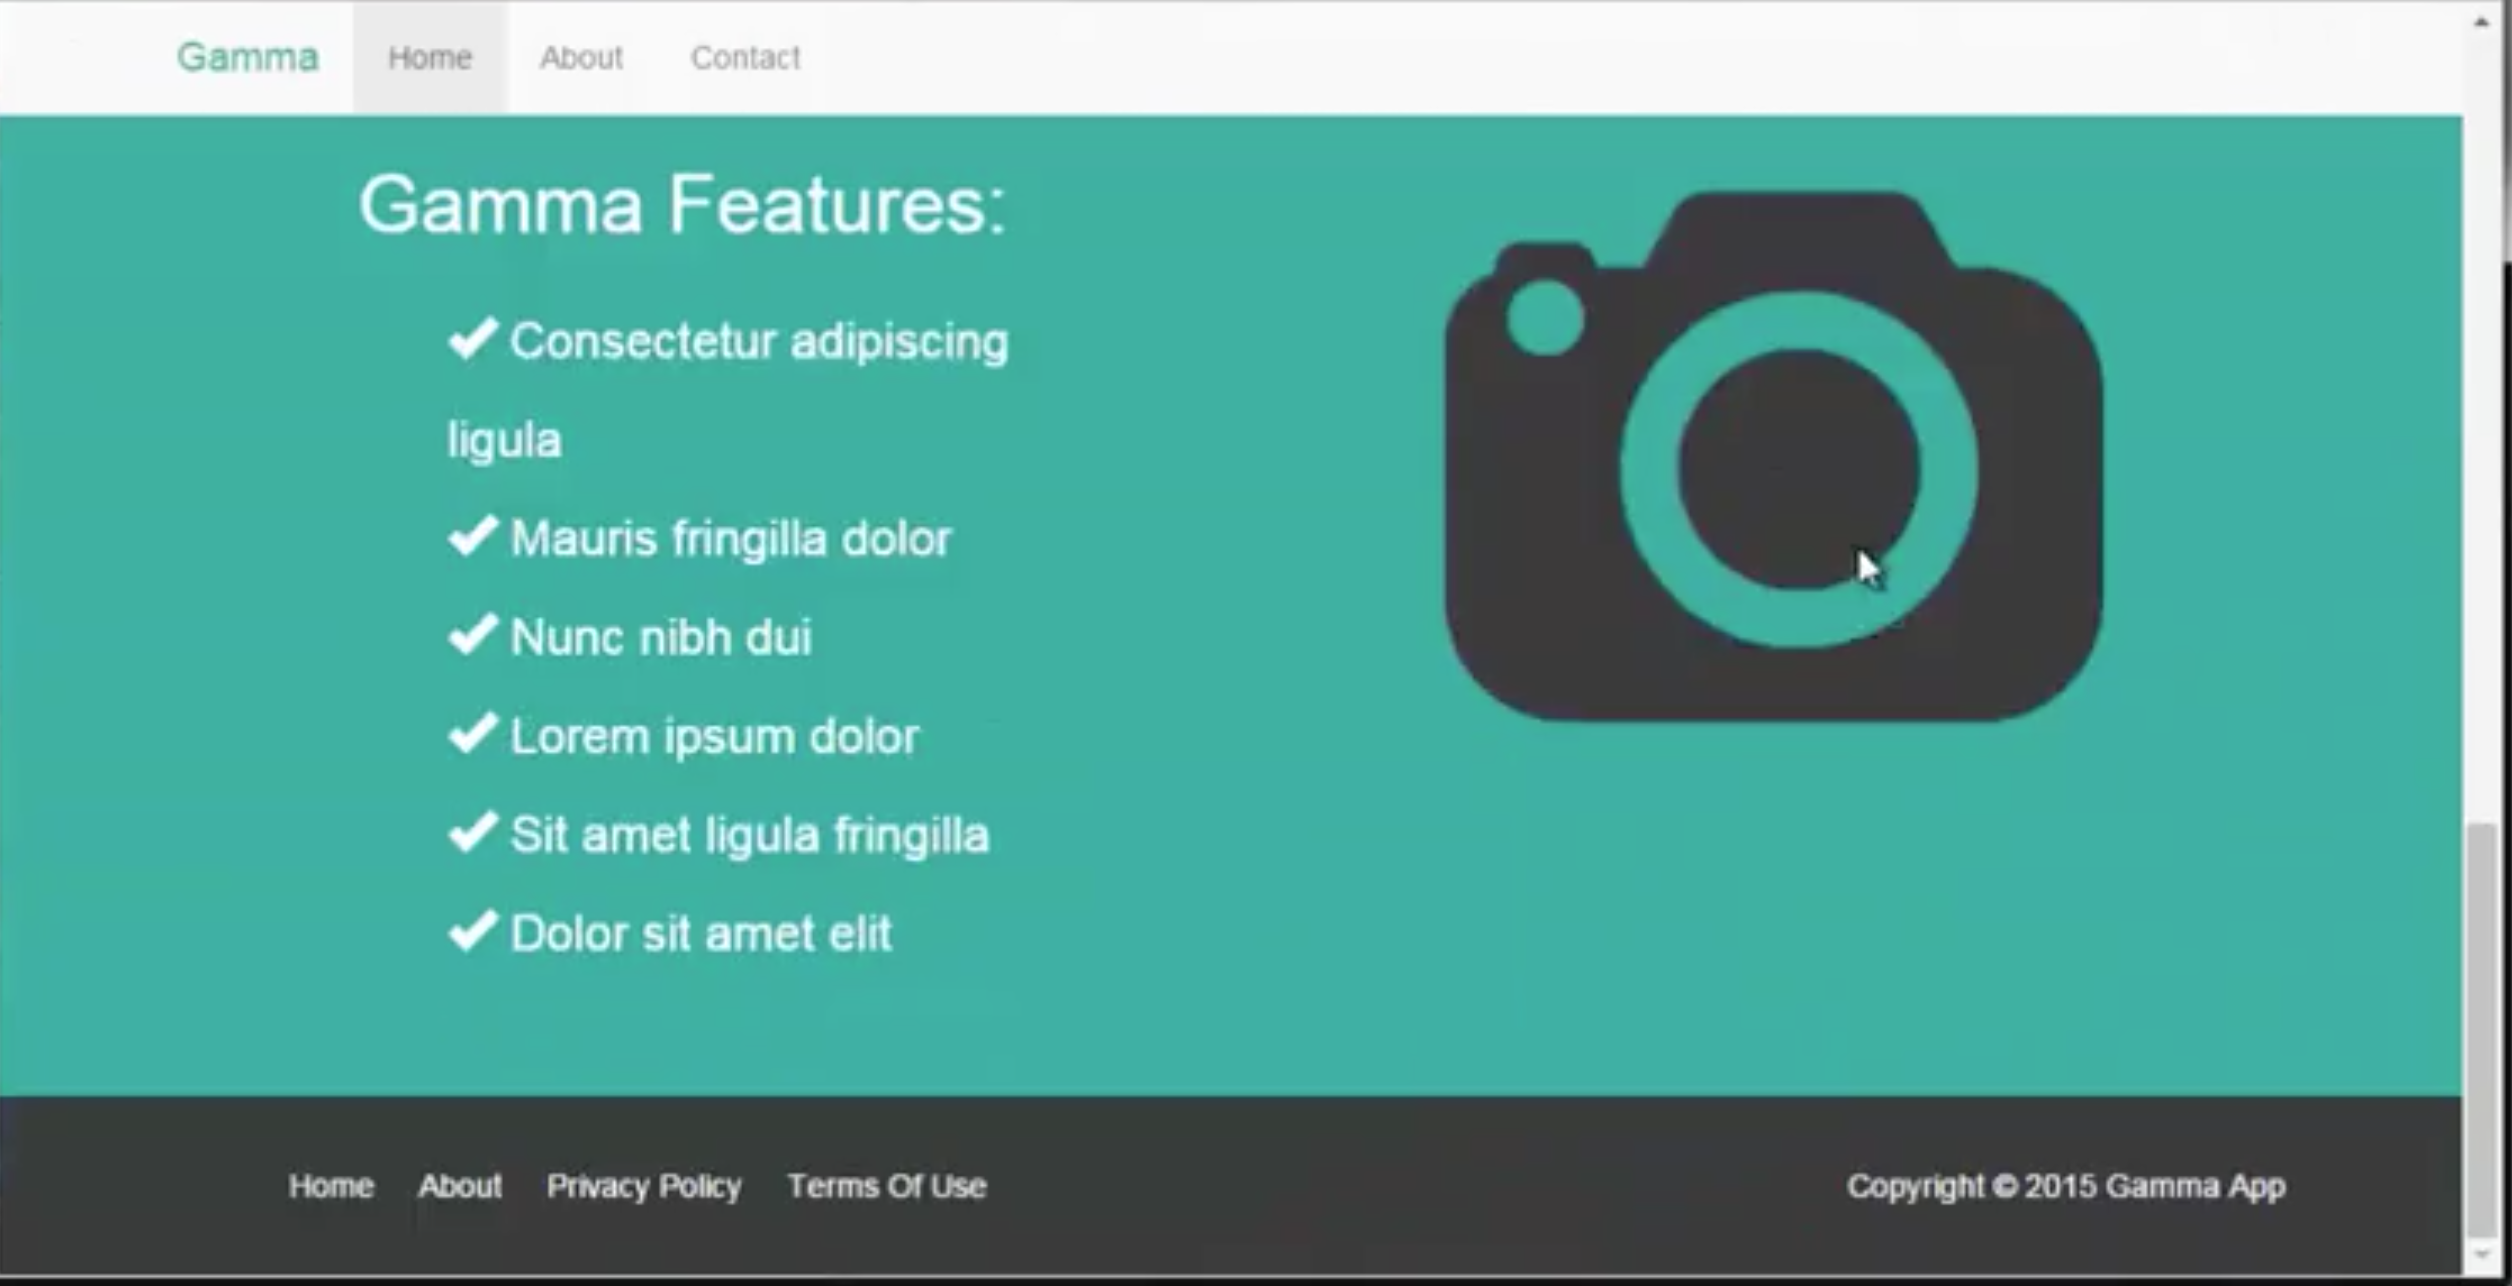 Gamma Home About Contact
Gamma Features:
Consectetur adipiscing
ligula
Mauris fringilla dolor
Nunc nibh dui
Lorem ipsum dolor
Sit amet ligula fringilla
Dolor sit amet elit
Home About Privacy Policy Terms Of Use Copyright © 2015 Gamma App